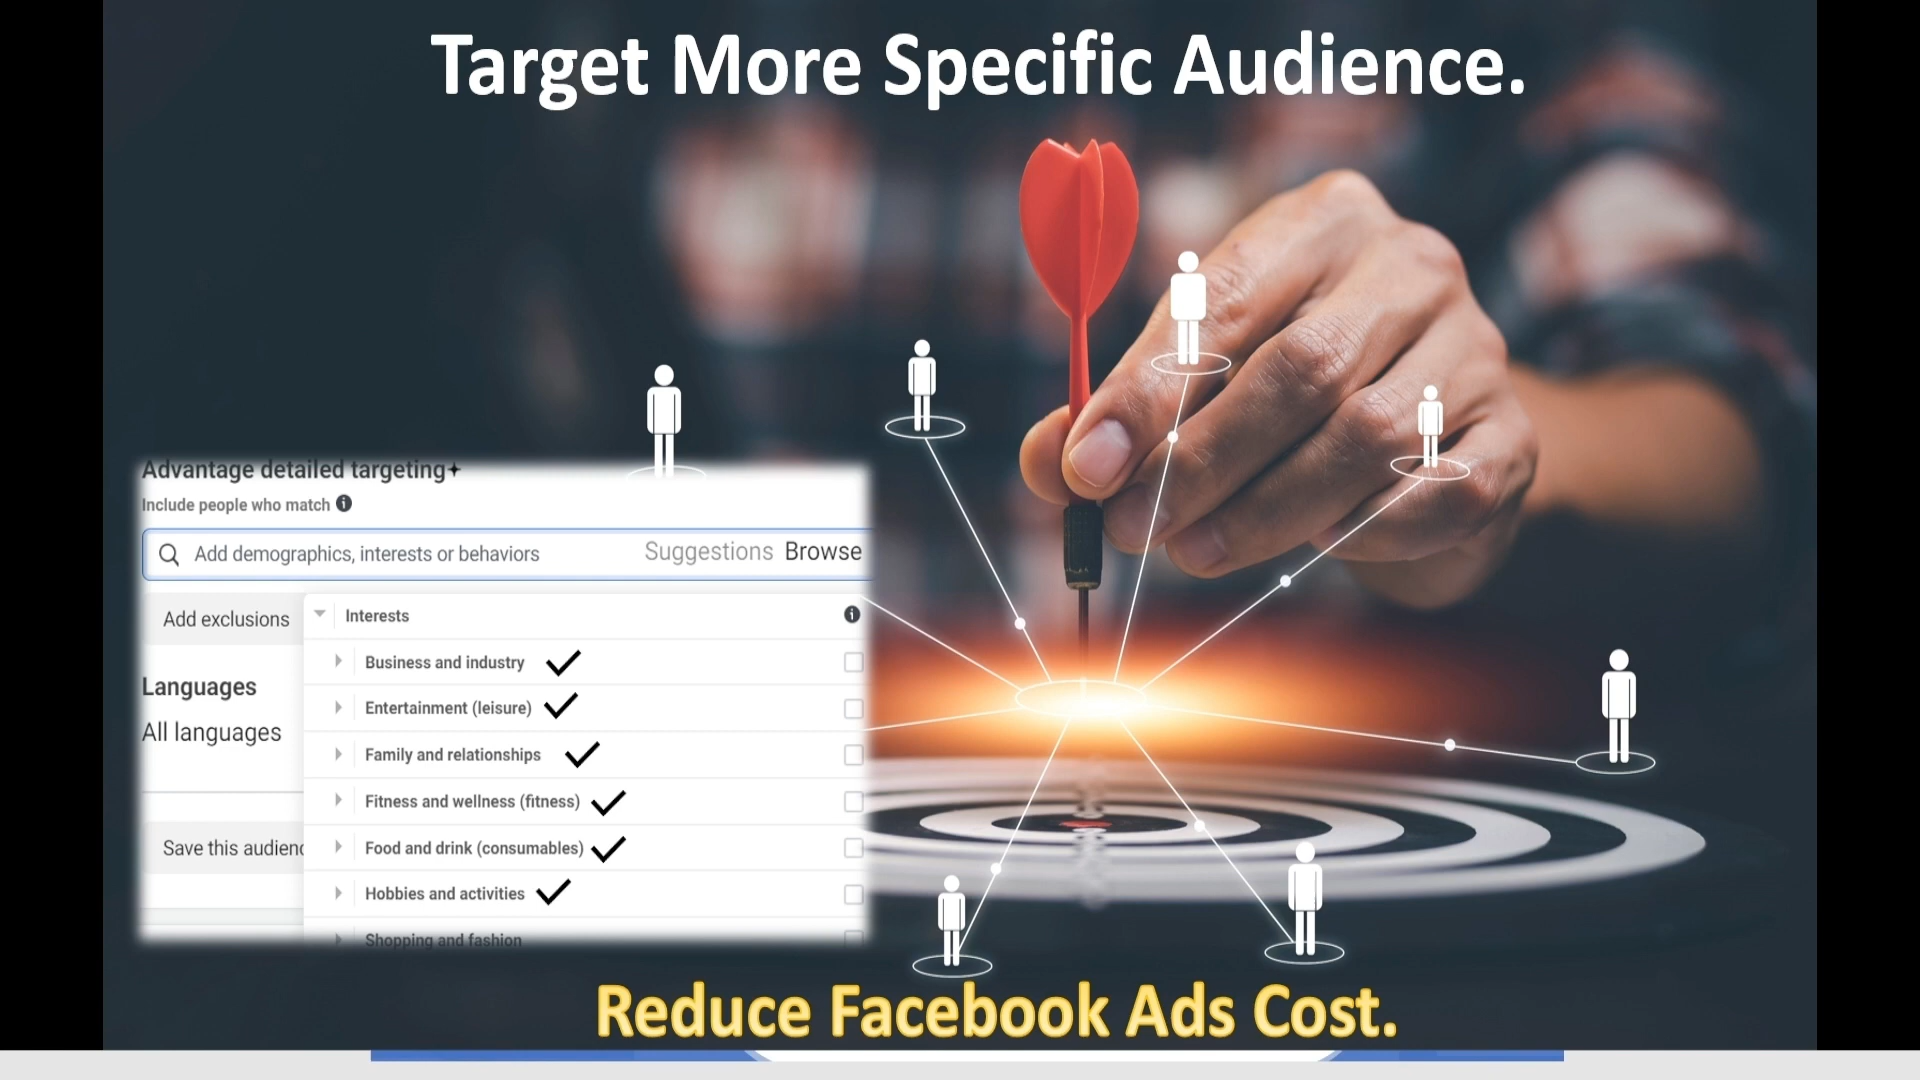 Target More Specific Audience.
Advantage detailed targeting+
Include people who match
Add demographics, interests or behaviors Suggestions Browse
Add exclusions
Interests
Business and industry
Languages
Entertainment (leisure)
All languages
Family and relationships
Fitness and wellness (fitness)
Save this audienc
Food and drink (consumables)
Hobbies and activities
Shopping and fashion
Reduce Facebook Ads Cost.